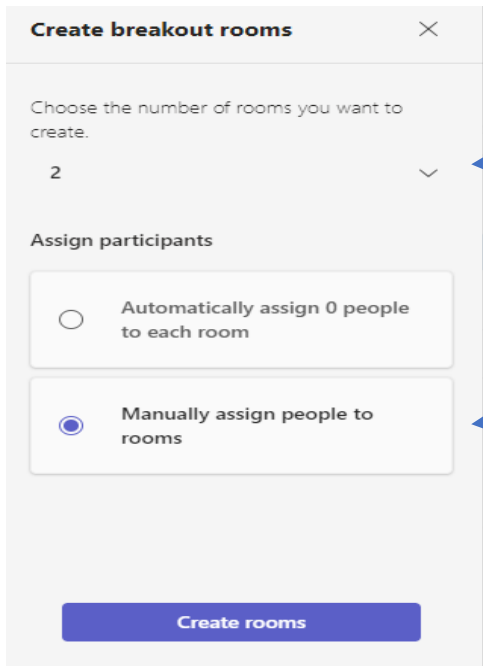 Create breakout rooms
Choose the number of rooms you want to
create.
2
Assign participants
Automatically assign 0 people
to each room
Manually assign people to
rooms
Create rooms